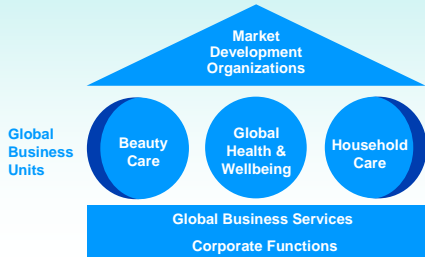 Market
Development
Organizations
Global
Business
Units
Beauty
Care
Global
Health &
Wellbeing
Household
Care
Global Business Services
Corporate Functions